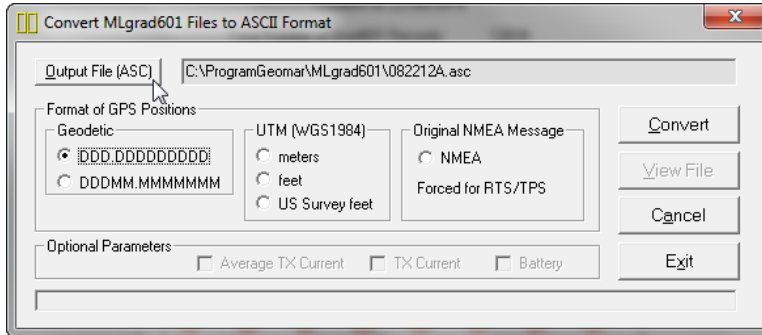 Convert MLgrad601 Files to ASCII Format
Output File (ASC)
C:\ProgramGeomar\MLgrad601\082212A.asc
Format of GPS Positions
Geodetic
DDD.DDDDDDDDD
DDDMM.MMMMMMM
UTM (WGS1984)
meters
feet
US Survey feet
Original NMEA Message
NMEA
Forced for RTS/TPS
Optional Parameters
Average TX Current
TX Current
Battery
Convert
View File
Cancel
Exit